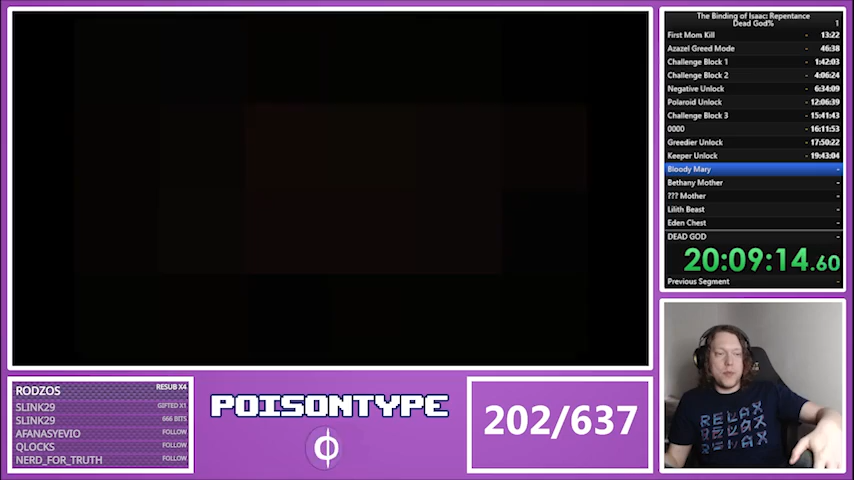 The Binding of Isaac: Repentance
Dead God% 1
First Mom Kill - 13:22
Azazel Greed Mode - 46:38
Challenge Block 1 - 1:42:03
Challenge Block 2 - 4:06:24
Negative Unlock - 6:34:09
Polaroid Unlock - 12:06:39
Challenge Block 3 - 15:41:43
0000 - 16:11:53
Greedier Unlock - 17:50:22
Keeper Unlock - 19:43:04
Bloody Mary -
Bethany Mother -
??? Mother -
Lilith Beast -
Eden Chest -
DEAD GOD -
20:09:14.60
Previous Segment -
RODZOS RESUB X4
SLINK29 GIFTED X1
SLINK29 666 BITS
AFANASYEVIO FOLLOW
QLOCKS FOLLOW
NERD_FOR_TRUTH FOLLOW
POISONTYPE
202/637
RELAX
RELAX
RELAX